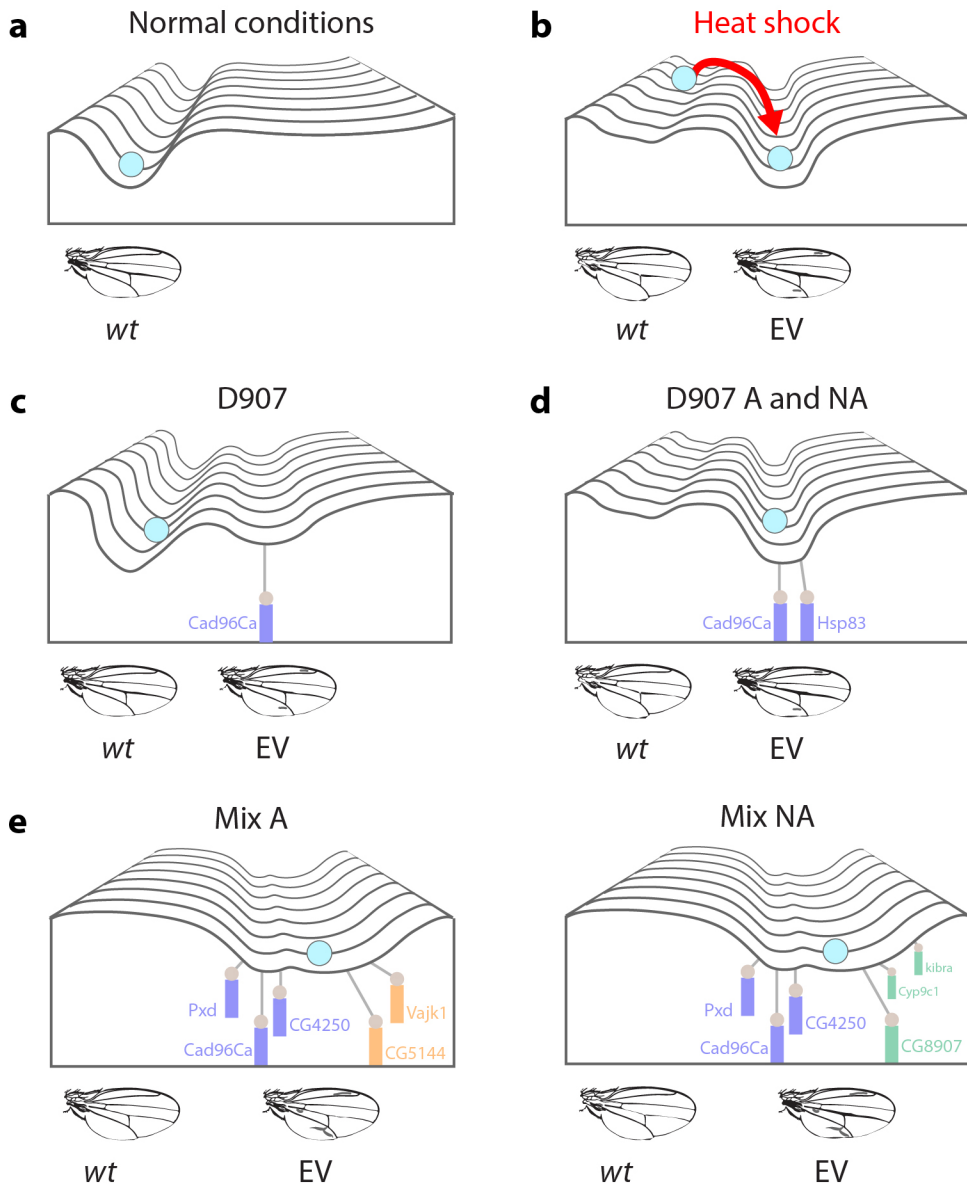 a
Normal conditions
wt
b
Heat shock
wt
EV
c
D907
Cad96Ca
wt
EV
d
D907 A and NA
Cad96Ca
Hsp83
wt
EV
e
Mix A
Pxd
Vajk1
CG4250
Cad96Ca
CG5144
wt
EV
Mix NA
kibra
Cyp9c1
Pxd
CG4250
Cad96Ca
CG8907
wt
EV